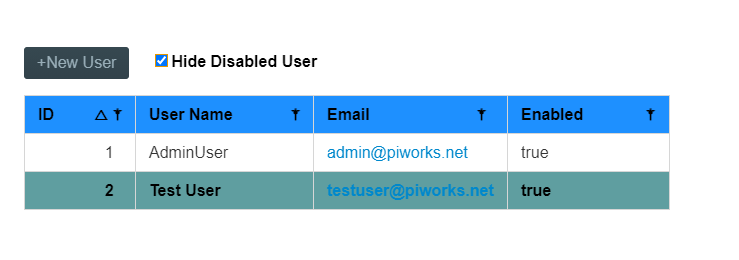 +New User Hide Disabled User
ID User Name Email Enabled
1 AdminUser admin@piworks.net true
2 Test User testuser@piworks.net true